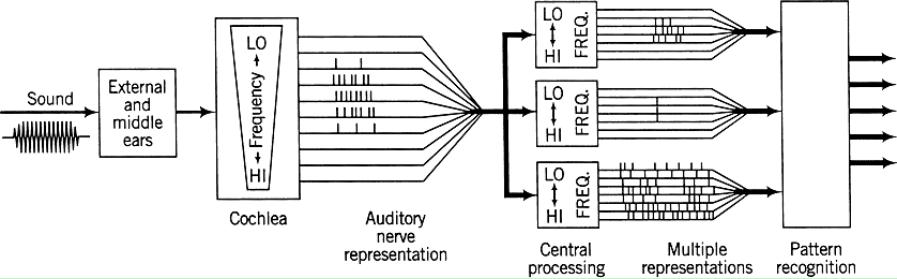 Sound
External
and
middle
ears
LO
Frequency
HI
Cochlea
Auditory
nerve
representation
LO
HI
FREQ.
LO
HI
FREQ.
LO
HI
FREQ.
Central
processing
Multiple
representations
Pattern
recognition